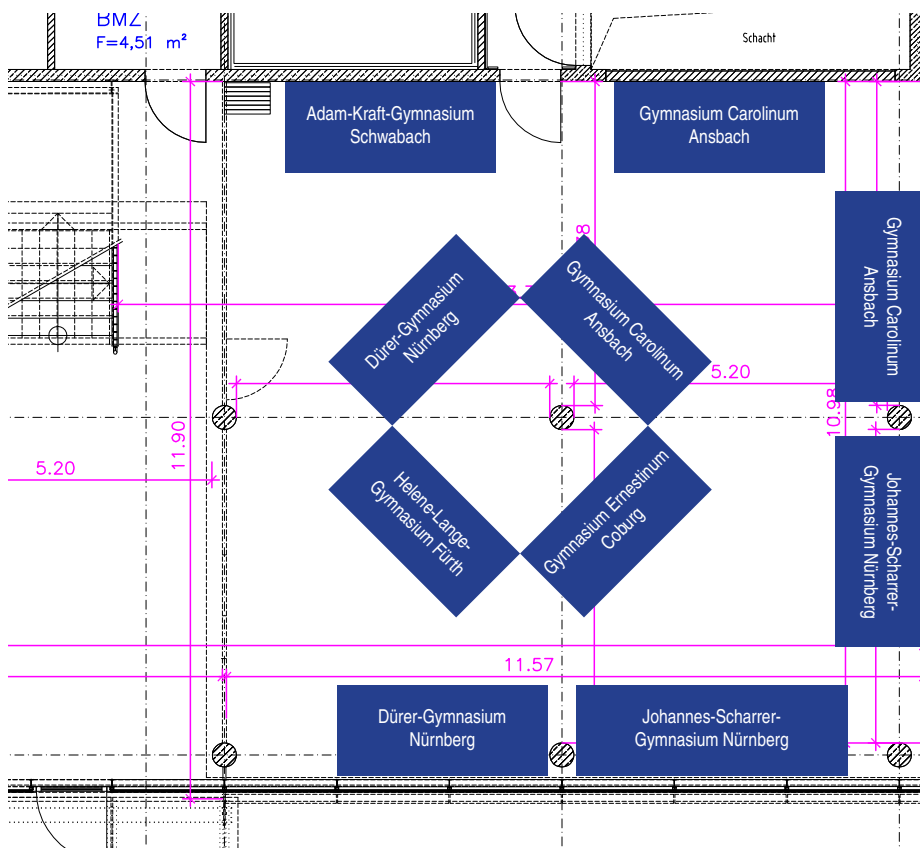 BMZ
F=4,51 m²
Schacht
Adam-Kraft-Gymnasium
Schwabach
Gymnasium Carolinum
Ansbach
Gymnasium Carolinum
Ansbach
Dürer-Gymnasium
Nürnberg
Gymnasium Carolinum
Ansbach
5.20
10.98
11.90
5.20
Helene-Lange-
Gymnasium Fürth
Gymnasium Ernestinum
Coburg
Johannes-Scharrer-
Gymnasium Nürnberg
11.57
Dürer-Gymnasium
Nürnberg
Johannes-Scharrer-
Gymnasium Nürnberg